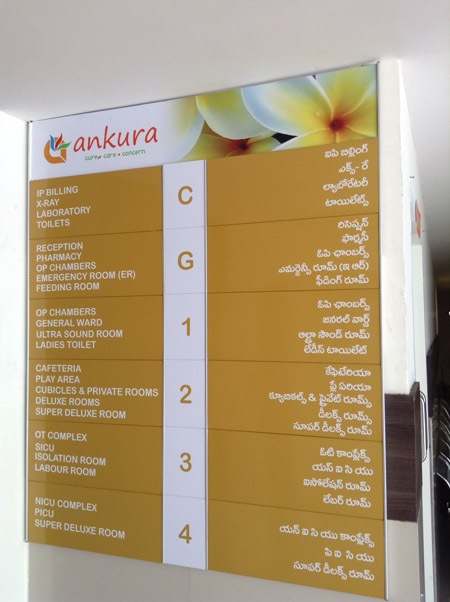 ankura
cure • care • concern
IP BILLING
X-RAY
LABORATORY
TOILETS
C
ఐపి బిల్లింగ్
ఎక్స్- రే
ల్యాబొరేటరీ
టాయిలెట్స్
RECEPTION
PHARMACY
OP CHAMBERS
EMERGENCY ROOM (ER)
FEEDING ROOM
G
రిసెప్షన్
ఫార్మసీ
ఓపి ఛాంబర్స్
ఎమర్జెన్సీ రూమ్ (ఇ ఆర్)
ఫీడింగ్ రూమ్
OP CHAMBERS
GENERAL WARD
ULTRA SOUND ROOM
LADIES TOILET
1
ఓపి ఛాంబర్స్
జనరల్ వార్డ్
ఆల్ట్రా సౌండ్ రూమ్
లేడీస్ టాయిలెట్
CAFETERIA
PLAY AREA
CUBICLES & PRIVATE ROOMS
DELUXE ROOMS
SUPER DELUXE ROOM
2
కేఫిటేరియా
ప్లే ఏరియా
క్యూబికల్స్ & ప్రైవేట్ రూమ్స్
డీలక్స్ రూమ్స్
సూపర్ డీలక్స్ రూమ్
OT COMPLEX
SICU
ISDLATION ROOM
LABOUR ROOM
3
ఓటి కాంప్లెక్స్
యస్ ఐ సి యు
ఐసోలేషన్ రూమ్
లేబర్ రూమ్
NICU COMPLEX
PICU
SUPER DELUXE ROOM
4
యన్ ఐ సి యు కాంప్లెక్స్
పి ఐ సి యు
సూపర్ డీలక్స్ రూమ్